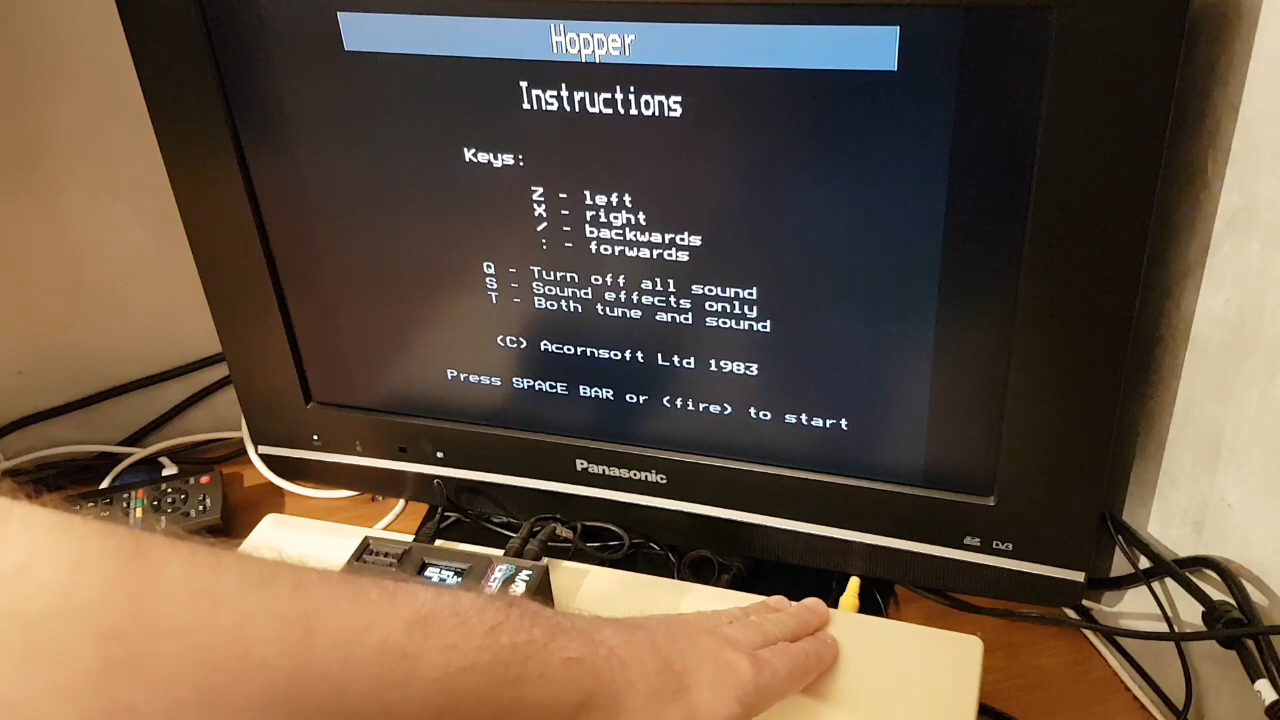 Hopper
Instructions
Keys:
Z - left
X - right
/ - backwards
: - forwards
Q - Turn off all sound
S - Sound effects only
T - Both tune and sound
(C) Acornsoft Ltd 1983
Press SPACE BAR or (fire) to start
Panasonic
DVB